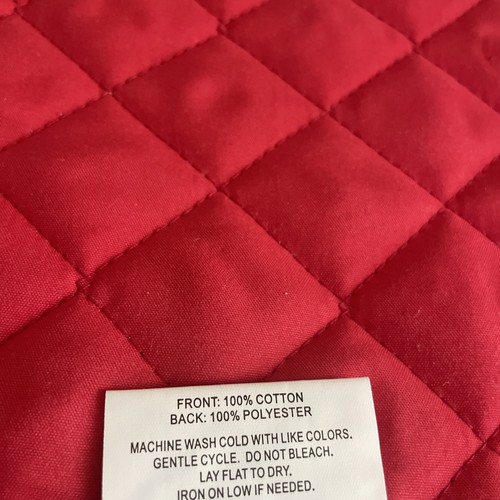 FRONT: 100% COTTON
BACK: 100% POLYESTER
MACHINE WASH COLD WITH LIKE COLORS.
GENTLE CYCLE. DO NOT BLEACH.
LAY FLAT TO DRY.
IRON ON LOW IF NEEDED.